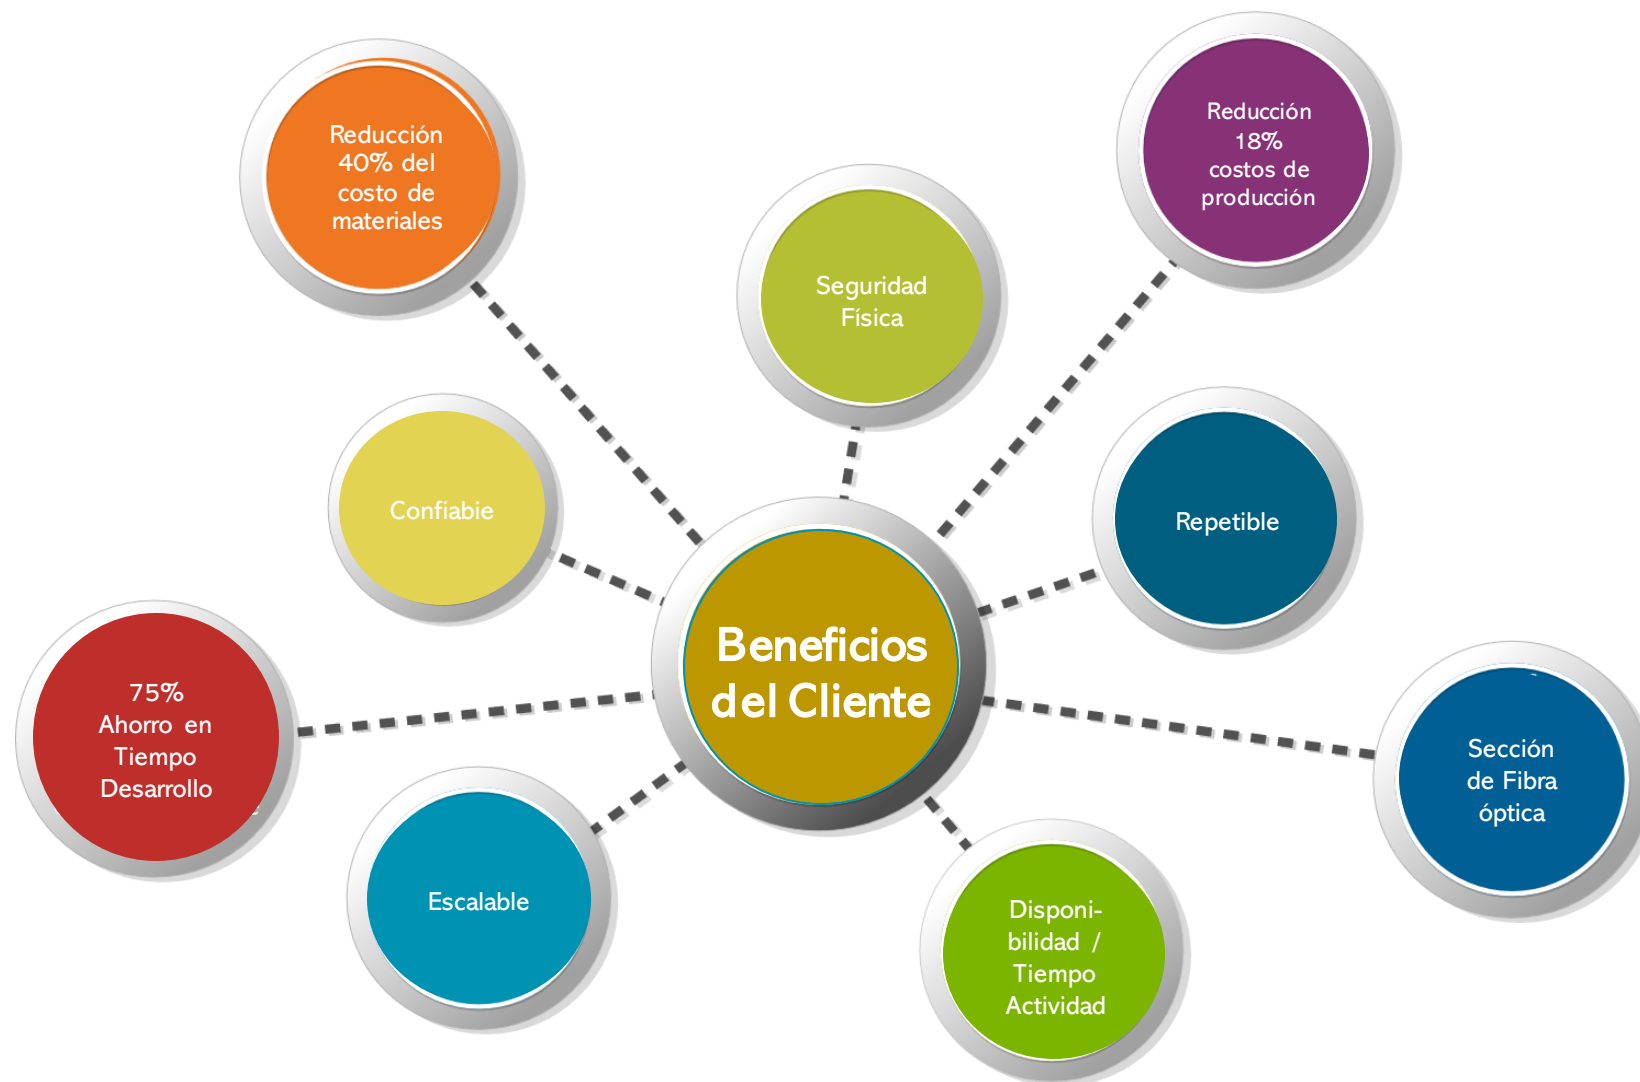 Reducción
40% del
costo de
materiales
Reducción
18%
costos de
producción
Seguridad
Física
Confiabie
Repetible
Beneficios
del Cliente
75%
Ahorro en
Tiempo
Desarrollo
Sección
de Fibra
óptica
Escalable
Disponi-
bilidad /
Tiempo
Actividad